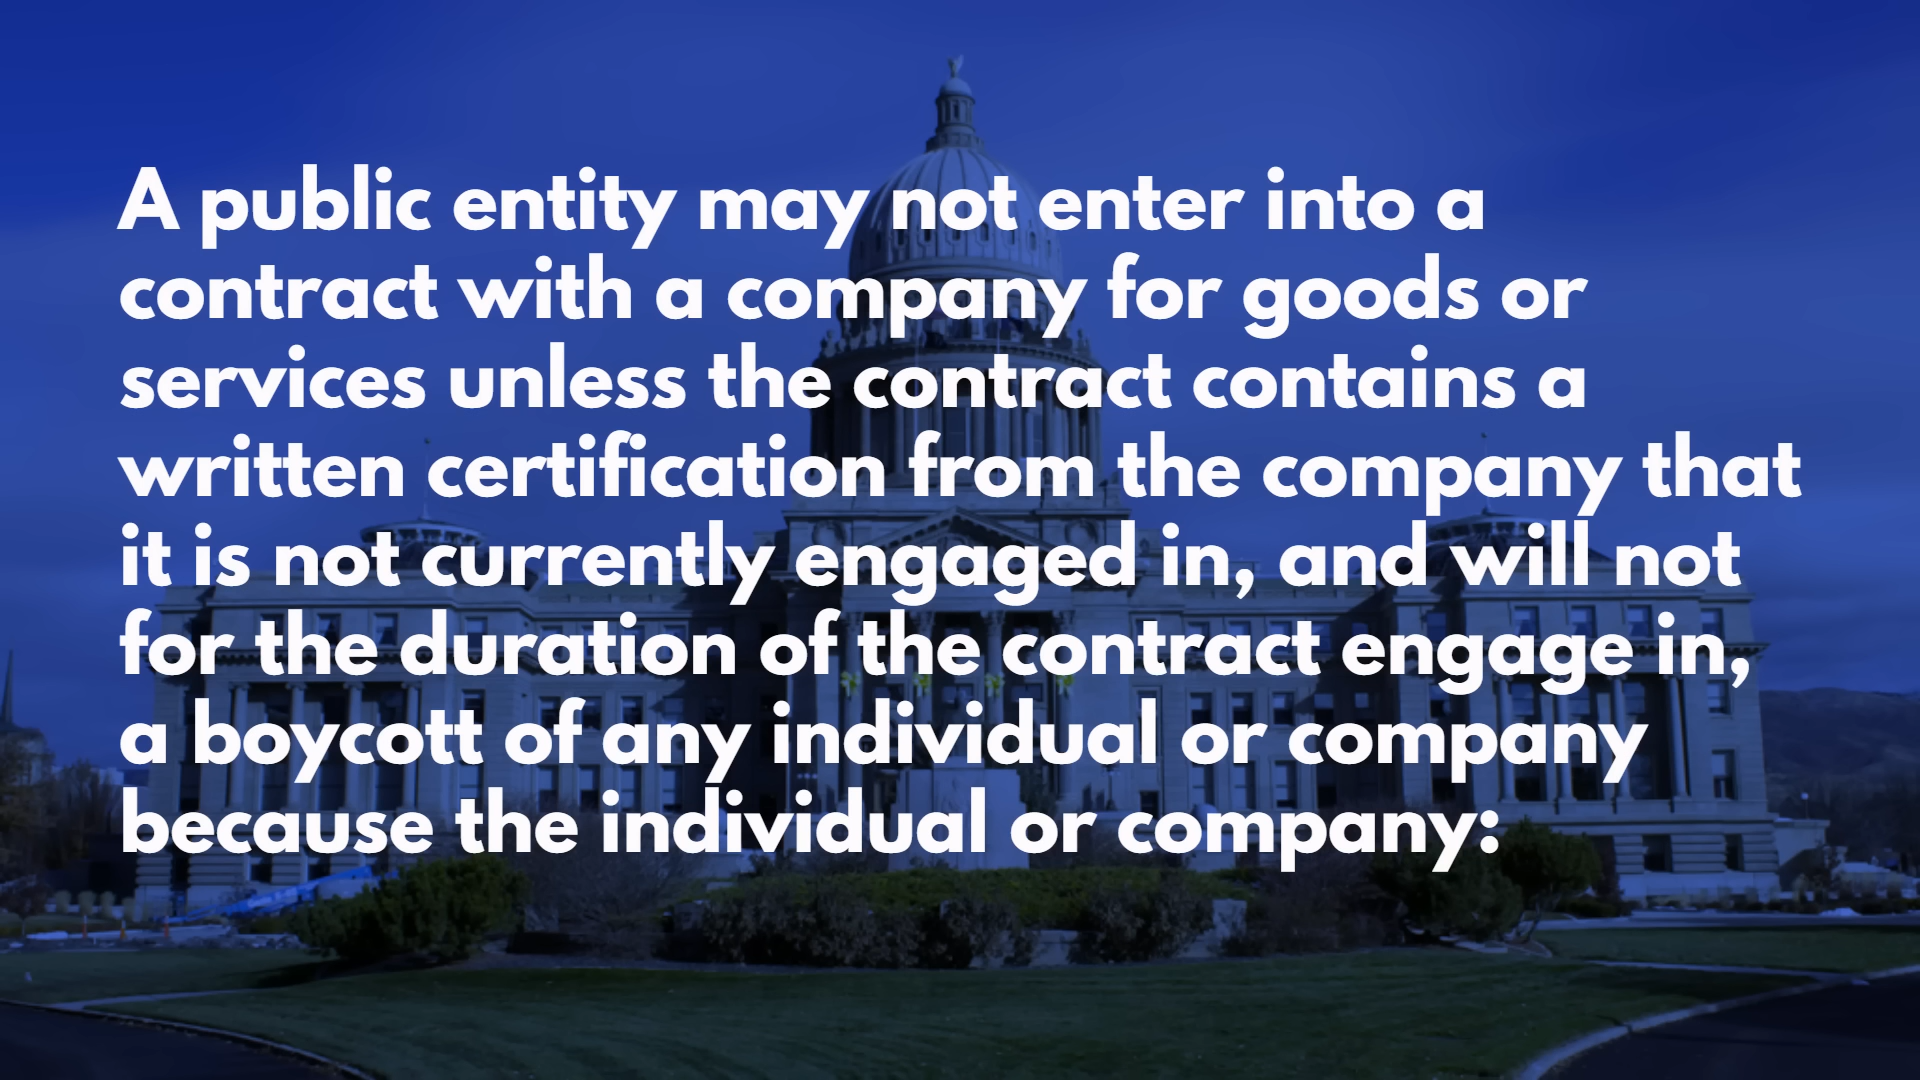 A public entity may not enter into a
contract with a company for goods or
services unless the contract contains a
written certification from the company that
it is not currently engaged in, and will not
for the duration of the contract engage in,
a boycott of any individual or company
because the individual or company: